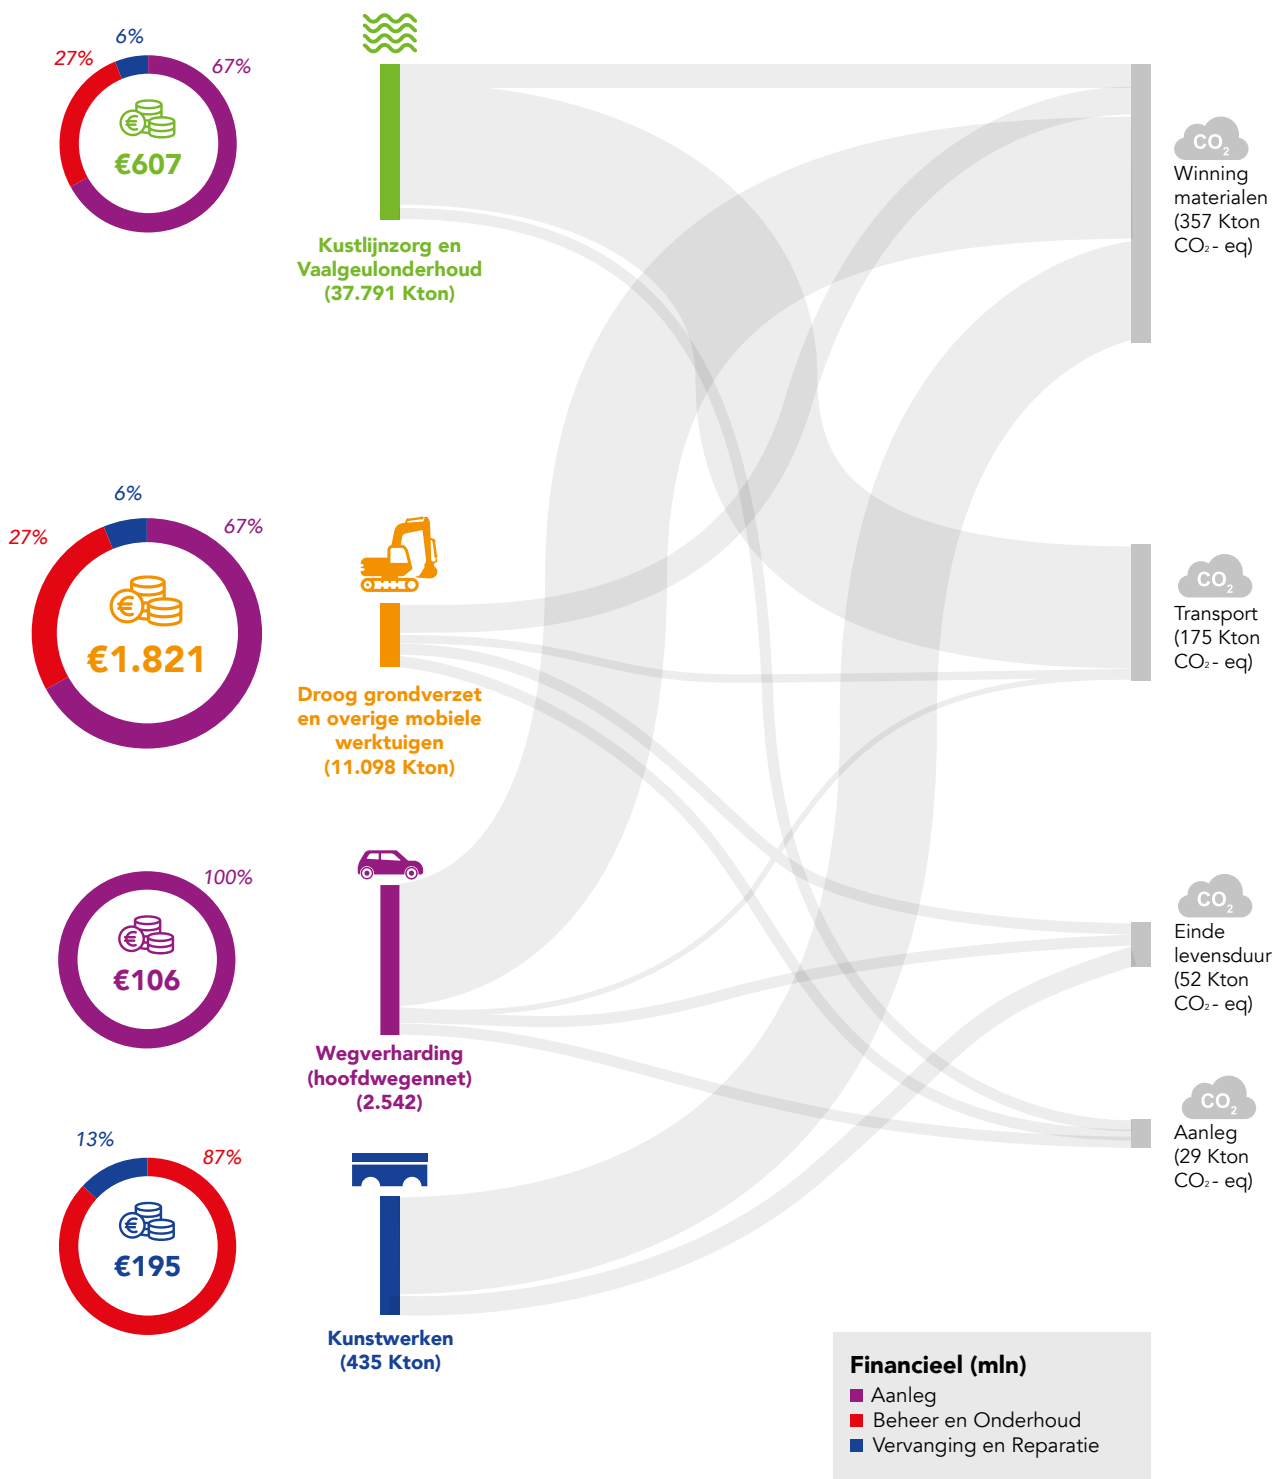 6%
27%
67%
€607
Kustlijnzorg en
Vaalgeulonderhoud
(37.791 Kton)
CO2
Winning
materialen
(357 Kton
CO2- eq)
6%
27%
67%
€1.821
Droog grondverzet
en overige mobiele
werktuigen
(11.098 Kton)
CO2
Transport
(175 Kton
CO2- eq)
100%
€106
Wegverharding
(hoofdwegennet)
(2.542)
CO2
Einde
levensduur
(52 Kton
CO2- eq)
13%
87%
€195
Kunstwerken
(435 Kton)
CO2
Aanleg
(29 Kton
CO2- eq)
Financieel (mln)
Aanleg
Beheer en Onderhoud
Vervanging en Reparatie